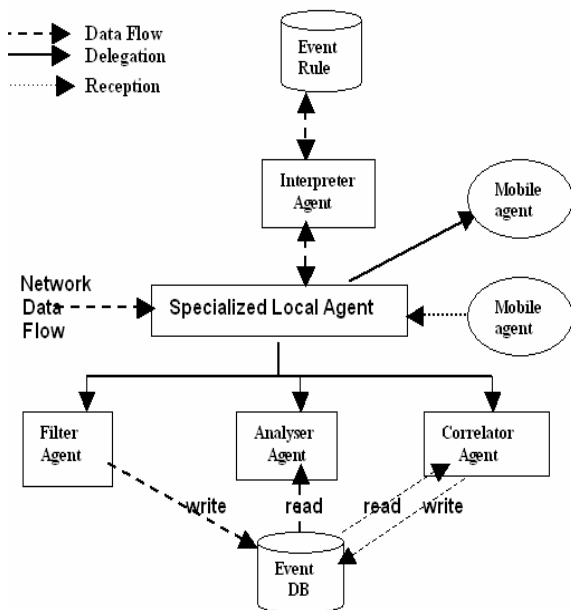 Data Flow
Delegation
Reception
Event
Rule
Interpreter
Agent
Mobile
agent
Network
Data
Flow
Specialized Local Agent
Mobile
agent
Filter
Agent
Analyser
Agent
Correlator
Agent
write
read
read
write
Event
DB